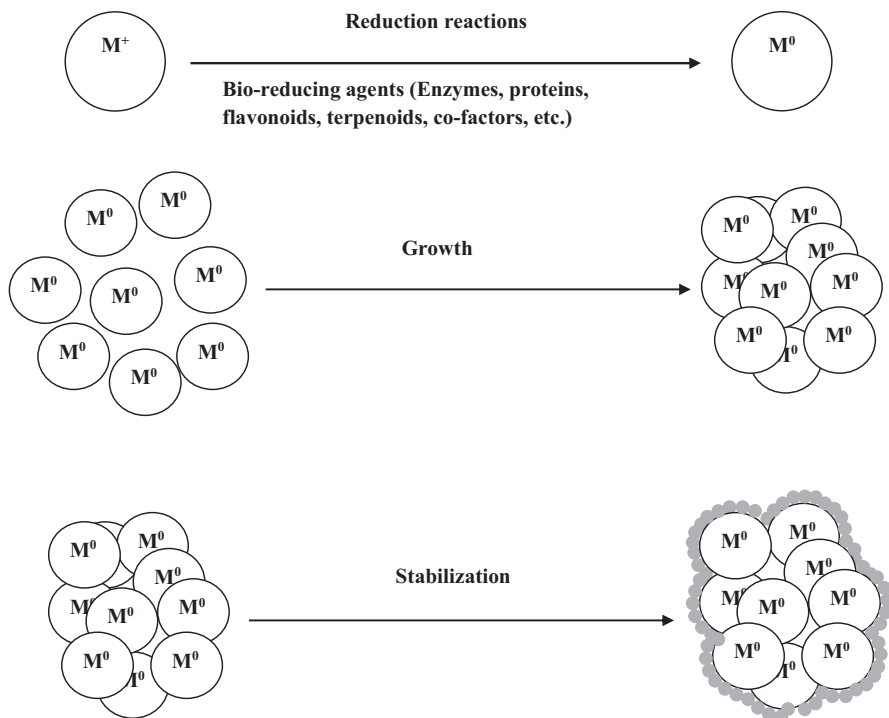 Reduction reactions
M⁺ M⁰
Bio-reducing agents (Enzymes, proteins,
flavonoids, terpenoids, co-factors, etc.)
M⁰
M⁰
M⁰
M⁰
M⁰
M⁰
M⁰
M⁰
Growth
M⁰ M⁰
M⁰
M⁰ M⁰ M⁰
M⁰ M⁰
M⁰
M⁰ M⁰
M⁰
M⁰ M⁰ M⁰
M⁰ M⁰
M⁰
Stabilization
M⁰ M⁰
M⁰
M⁰ M⁰ M⁰
M⁰ M⁰
M⁰